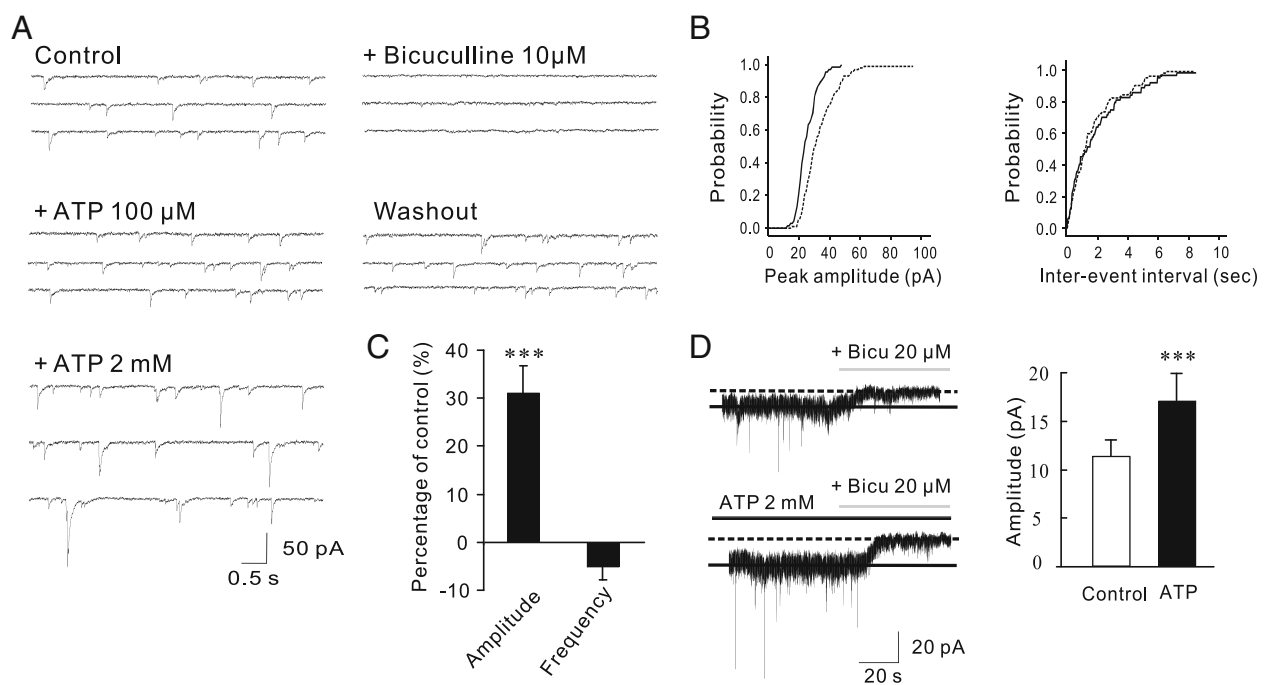 A
Control
+ Bicuculline 10μM
+ ATP 100 μM
Washout
+ ATP 2 mM
50 pA
0.5 s
B
Probability
1.0
0.8
0.6
0.4
0.2
0.0
0 20 40 60 80 100
Peak amplitude (pA)
Probability
1.0
0.8
0.6
0.4
0.2
0.0
0 2 4 6 8 10
Inter-event interval (sec)
C
Percentage of control (%)
40
30
20
10
0
-10
***
Amplitude
Frequency
D
+ Bicu 20 μM
ATP 2 mM
+ Bicu 20 μM
20 pA
20 s
Amplitude (pA)
20
15
10
5
0
***
Control
ATP